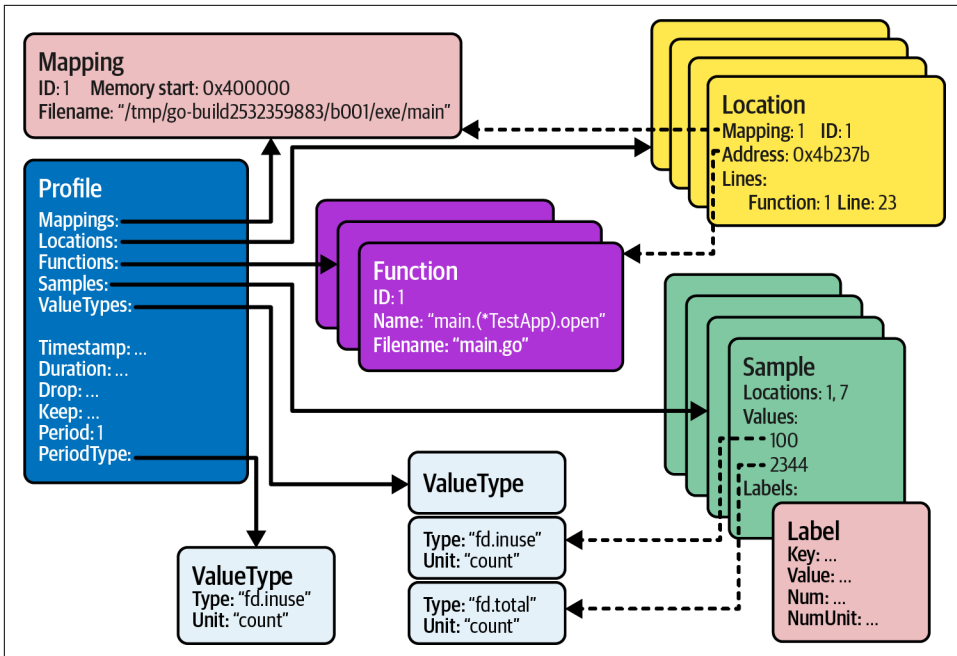 Mapping
ID: 1 Memory start: 0x400000
Filename: “/tmp/go-build2532359883/b001/exe/main”
Location
Mapping: 1 ID: 1
Address: 0x4b237b
Lines:
Function: 1 Line: 23
Profile
Mappings:
Locations:
Functions:
Samples:
ValueTypes:
Timestamp: ...
Duration: ...
Drop: ...
Keep: ...
Period: 1
PeriodType:
Function
ID: 1
Name: “main.(*TestApp).open”
Filename: “main.go”
Sample
Locations: 1, 7
Values:
100
2344
Labels:
Label
Key: ...
Value: ...
Num: ...
NumUnit: ...
ValueType
Type: “fd.inuse”
Unit: “count”
Type: “fd.total”
Unit: “count”
ValueType
Type: “fd.inuse”
Unit: “count”